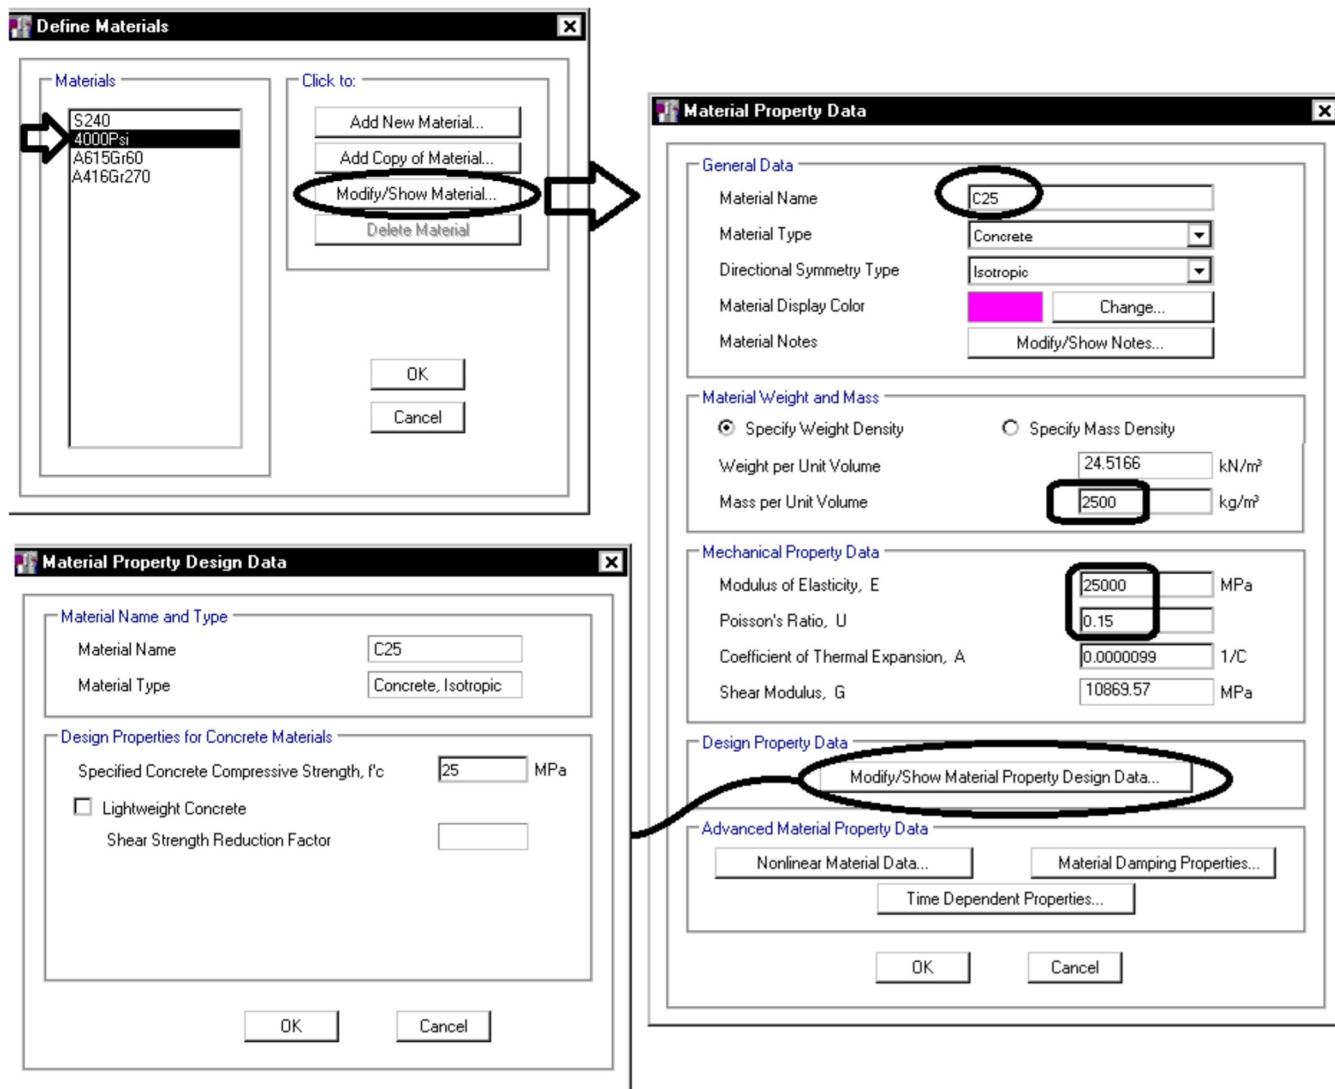 Define Materials
Materials
S240
4000Psi
A615Gr60
A416Gr270
Click to:
Add New Material...
Add Copy of Material...
Modify/Show Material...
Delete Material
OK
Cancel
Material Property Data
General Data
Material Name C25
Material Type Concrete
Directional Symmetry Type Isotropic
Material Display Color Change...
Material Notes Modify/Show Notes...
Material Weight and Mass
Specify Weight Density Specify Mass Density
Weight per Unit Volume 24.5166 kN/m³
Mass per Unit Volume 2500 kg/m³
Mechanical Property Data
Modulus of Elasticity, E 25000 MPa
Poisson's Ratio, U 0.15
Coefficient of Thermal Expansion, A 0.0000099 1/C
Shear Modulus, G 10869.57 MPa
Design Property Data
Modify/Show Material Property Design Data...
Advanced Material Property Data
Nonlinear Material Data... Material Damping Properties...
Time Dependent Properties...
OK Cancel
Material Property Design Data
Material Name and Type
Material Name C25
Material Type Concrete, Isotropic
Design Properties for Concrete Materials
Specified Concrete Compressive Strength, f'c 25 MPa
Lightweight Concrete
Shear Strength Reduction Factor
OK Cancel